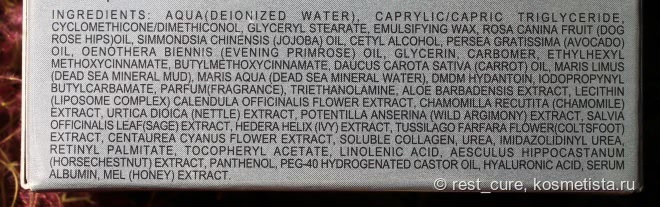 INGREDIENTS: AQUA(DEIONIZED WATER), CAPRYLIC/CAPRIC TRIGLYCERIDE,
CYCLOMETHICONE/DIMETHICONOL, GLYCERYL STEARATE, EMULSIFYING WAX, ROSA CANINA FRUIT (DOG
ROSE HIPS)OIL, SIMMONDSIA CHINENSIS (JOJOBA) OIL, CETYL ALCOHOL, PERSEA GRATISSIMA (AVOCADO)
OIL, OENOTHERA BIENNIS (EVENING PRIMROSE) OIL, GLYCERIN, CARBOMER, ETHYLHEXYL
METHOXYCINNAMATE, BUTYLMETHOXYCINNAMATE, DAUCUS CAROTA SATIVA (CARROT) OIL, MARIS LIMUS
(DEAD SEA MINERAL MUD), MARIS AQUA (DEAD SEA MINERAL WATER), DMDM HYDANTOIN, IODOPROPYNYL
BUTYLCARBAMATE, PARFUM(FRAGRANCE), TRIETHANOLAMINE, ALOE BARBADENSIS EXTRACT, LECITHIN
(LIPOSOME COMPLEX) CALENDULA OFFICINALIS FLOWER EXTRACT, CHAMOMILLA RECUTITA (CHAMOMILE)
EXTRACT, URTICA DIOICA (NETTLE) EXTRACT, POTENTILLA ANSERINA (WILD ARGIMONY) EXTRACT, SALVIA
OFFICINALIS LEAF(SAGE) EXTRACT, HEDERA HELIX (IVY) EXTRACT, TUSSILAGO FARFARA FLOWER(COLTSFOOT)
EXTRACT, CENTAUREA CYANUS FLOWER EXTRACT, SOLUBLE COLLAGEN, UREA, IMIDAZOLIDINYL UREA,
RETINYL PALMITATE, TOCOPHERYL ACETATE, LINOLENIC ACID, AESCULUS HIPPOCASTANUM
(HORSECHESTNUT) EXTRACT, PANTHENOL, PEG-40 HYDROGENATED CASTOR OIL, HYALURONIC ACID, SERUM
ALBUMIN, MEL (HONEY) EXTRACT.
© rest_cure, kosmetista.ru